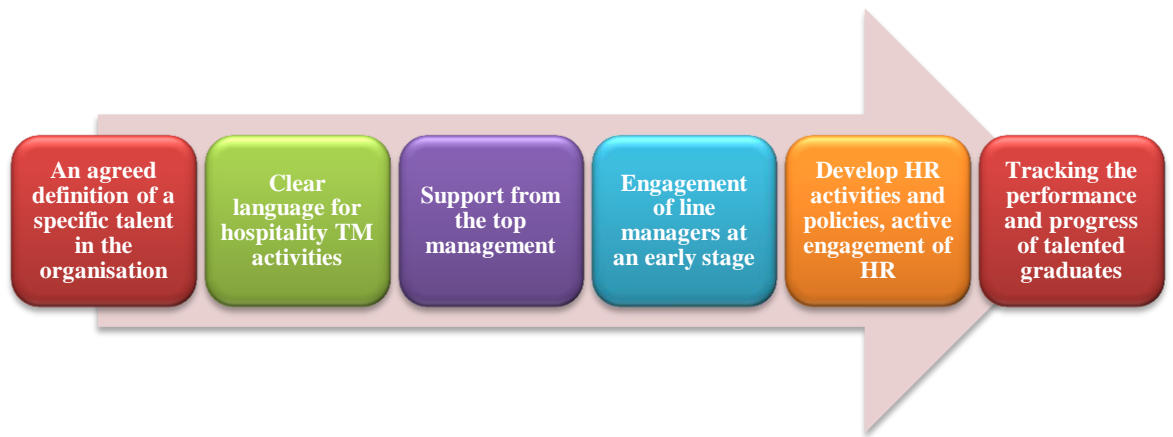 An agreed
definition of a
specific talent
in the
organisation
Clear
language for
hospitality TM
activities
Support from
the top
management
Engagement
of line
managers at
an early stage
Develop HR
activities and
policies, active
engagement of
HR
Tracking the
performance
and progress
of talented
graduates